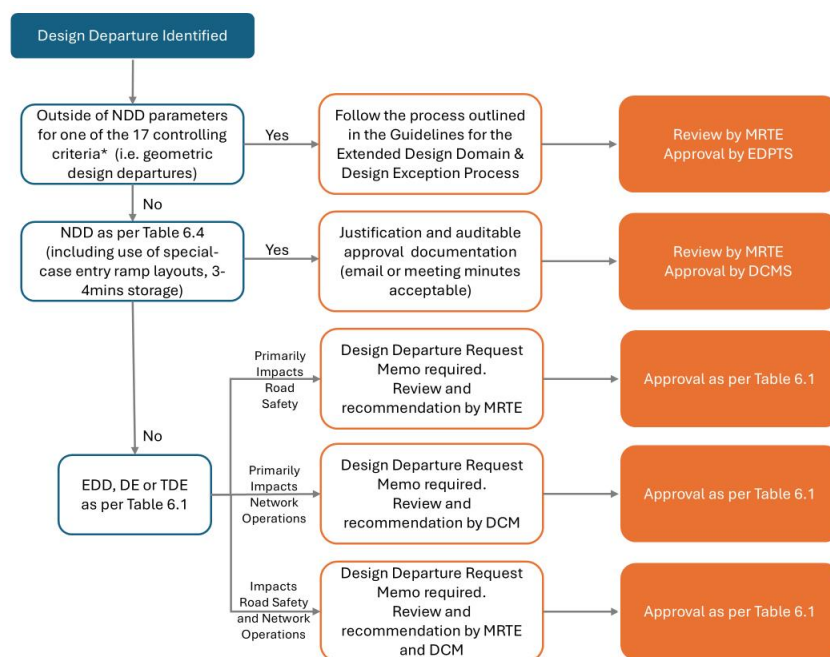 Design Departure Identified
Outside of NDD parameters
for one of the 17 controlling
criteria* (i.e. geometric
design departures)
Yes
Follow the process outlined
in the Guidelines for the
Extended Design Domain &
Design Exception Process
Review by MRTE
Approval by EDPTS
No
NDD as per Table 6.4
(including use of special-
case entry ramp layouts, 3-
4mins storage)
Yes
Justification and auditable
approval documentation
(email or meeting minutes
acceptable)
Review by MRTE
Approval by DCMS
No
EDD, DE or TDE
as per Table 6.1
Primarily
Impacts
Road
Safety
Design Departure Request
Memo required.
Review and
recommendation by MRTE
Approval as per Table 6.1
Primarily
Impacts
Network
Operations
Design Departure Request
Memo required.
Review and
recommendation by DCM
Approval as per Table 6.1
Impacts
Road Safety
and Network
Operations
Design Departure Request
Memo required.
Review and
recommendation by MRTE
and DCM
Approval as per Table 6.1